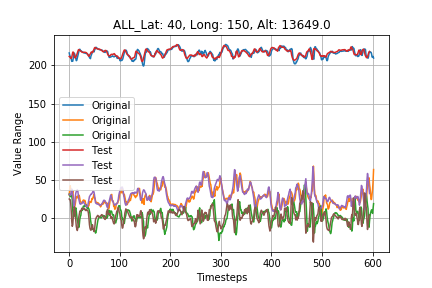 ALL_Lat: 40, Long: 150, Alt: 13649.0
Value Range
200
150
100
50
0
Original
Original
Original
Test
Test
Test
0
100
200
300
400
500
600
Timesteps